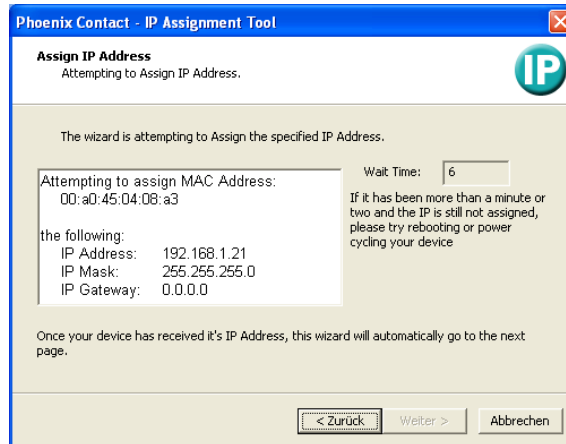 Phoenix Contact - IP Assignment Tool
Assign IP Address
Attempting to Assign IP Address.
IP
The wizard is attempting to Assign the specified IP Address.
Attempting to assign MAC Address:
00:a0:45:04:08:a3
the following:
IP Address: 192.168.1.21
IP Mask: 255.255.255.0
IP Gateway: 0.0.0.0
Wait Time: 6
If it has been more than a minute or
two and the IP is still not assigned,
please try rebooting or power
cycling your device
Once your device has received it's IP Address, this wizard will automatically go to the next
page.
< Zurück Weiter > Abbrechen